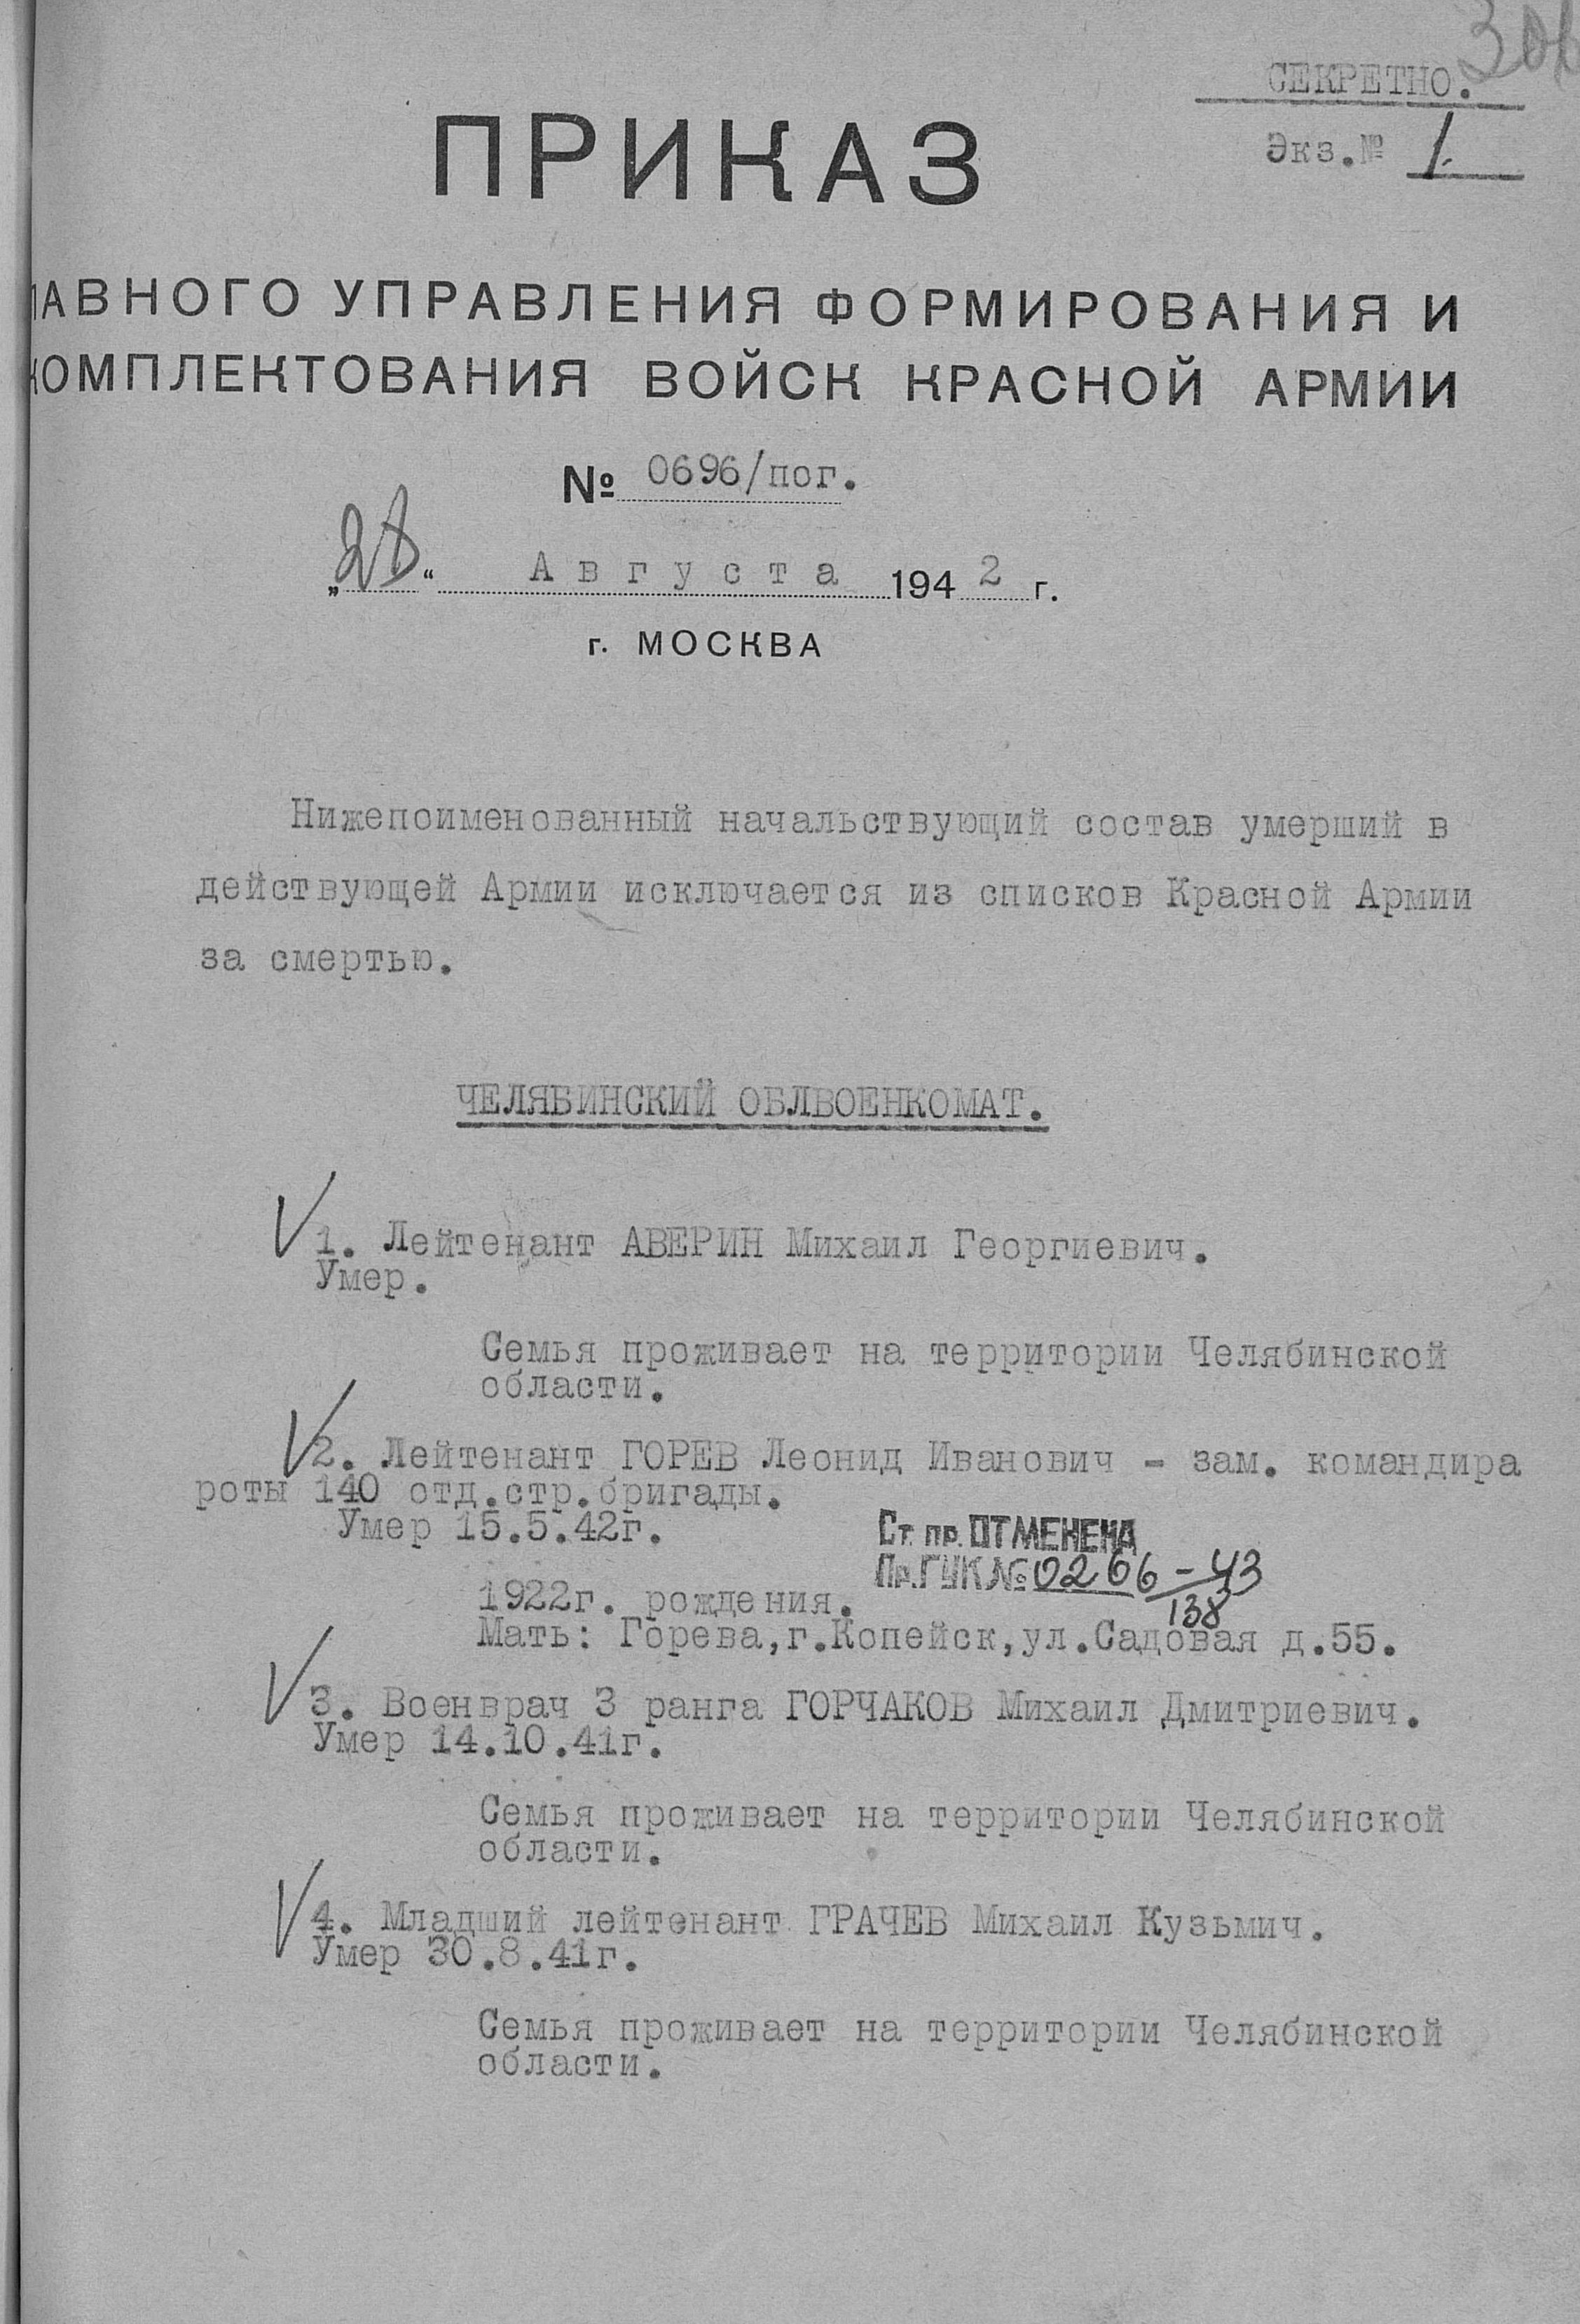 СЕКРЕТНО.
Экз.№ 1.
ПРИКАЗ
ЛАВНОГО УПРАВЛЕНИЯ ФОРМИРОВАНИЯ И
КОМПЛЕКТОВАНИЯ ВОЙСК КРАСНОЙ АРМИИ
№ 0696/пог.
„28“ Августа 1942 г.
г. МОСКВА
Нижепоименованный начальствующий состав умерший в
действующей Армии исключается из списков Красной Армии
за смертью.
ЧЕЛЯБИНСКИЙ ОБЛВОЕНКОМАТ.
1. Лейтенант АВЕРИН Михаил Георгиевич.
Умер.
Семья проживает на территории Челябинской
области.
2. Лейтенант ГОРЕВ Леонид Иванович - зам. командира
роты 140 отд.стр.бригады.
Умер 15.5.42г.
Ст. пр. ОТМЕНЕНА
Пр.ГУК № 0266-43
138
1922г. рождения.
Мать: Горева,г.Копейск,ул.Садовая д.55.
3. Военврач 3 ранга ГОРЧАКОВ Михаил Дмитриевич.
Умер 14.10.41г.
Семья проживает на территории Челябинской
области.
4. Младший лейтенант ГРАЧЕВ Михаил Кузьмич.
Умер 30.8.41г.
Семья проживает на территории Челябинской
области.